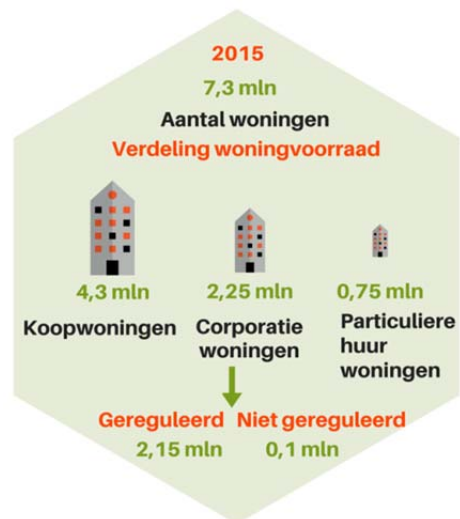 2015
7,3 mln
Aantal woningen
Verdeling woningvoorraad
4,3 mln
Koopwoningen
2,25 mln
Corporatie
woningen
0,75 mln
Particuliere
huur
woningen
Gereguleerd
2,15 mln
Niet gereguleerd
0,1 mln